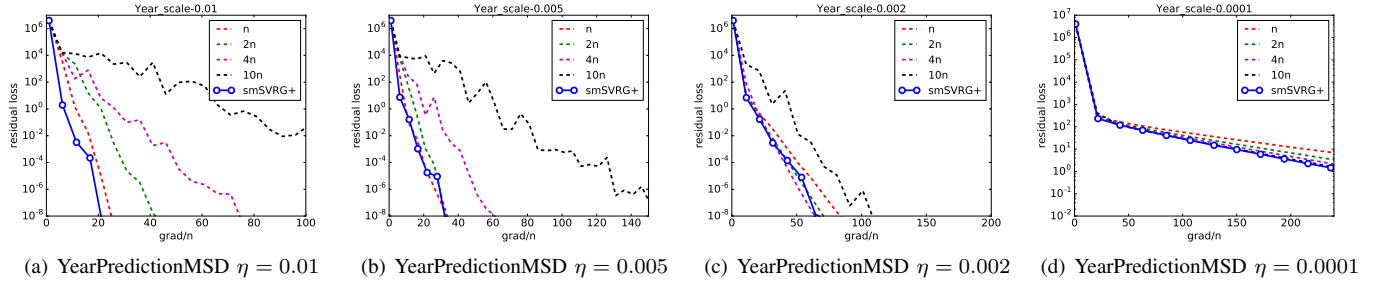 Year_scale-0.01
residual loss
10^6
10^4
10^2
10^0
10^-2
10^-4
10^-6
10^-8
0 20 40 60 80 100
grad/n
n
2n
4n
10n
smSVRG+
(a) YearPredictionMSD η = 0.01
Year_scale-0.005
residual loss
10^6
10^4
10^2
10^0
10^-2
10^-4
10^-6
10^-8
0 20 40 60 80 100 120 140
grad/n
n
2n
4n
10n
smSVRG+
(b) YearPredictionMSD η = 0.005
Year_scale-0.002
residual loss
10^6
10^4
10^2
10^0
10^-2
10^-4
10^-6
10^-8
0 50 100 150 200
grad/n
n
2n
4n
10n
smSVRG+
(c) YearPredictionMSD η = 0.002
Year_scale-0.0001
residual loss
10^7
10^6
10^5
10^4
10^3
10^2
10^1
10^0
10^-1
10^-2
0 50 100 150 200
grad/n
n
2n
4n
10n
smSVRG+
(d) YearPredictionMSD η = 0.0001